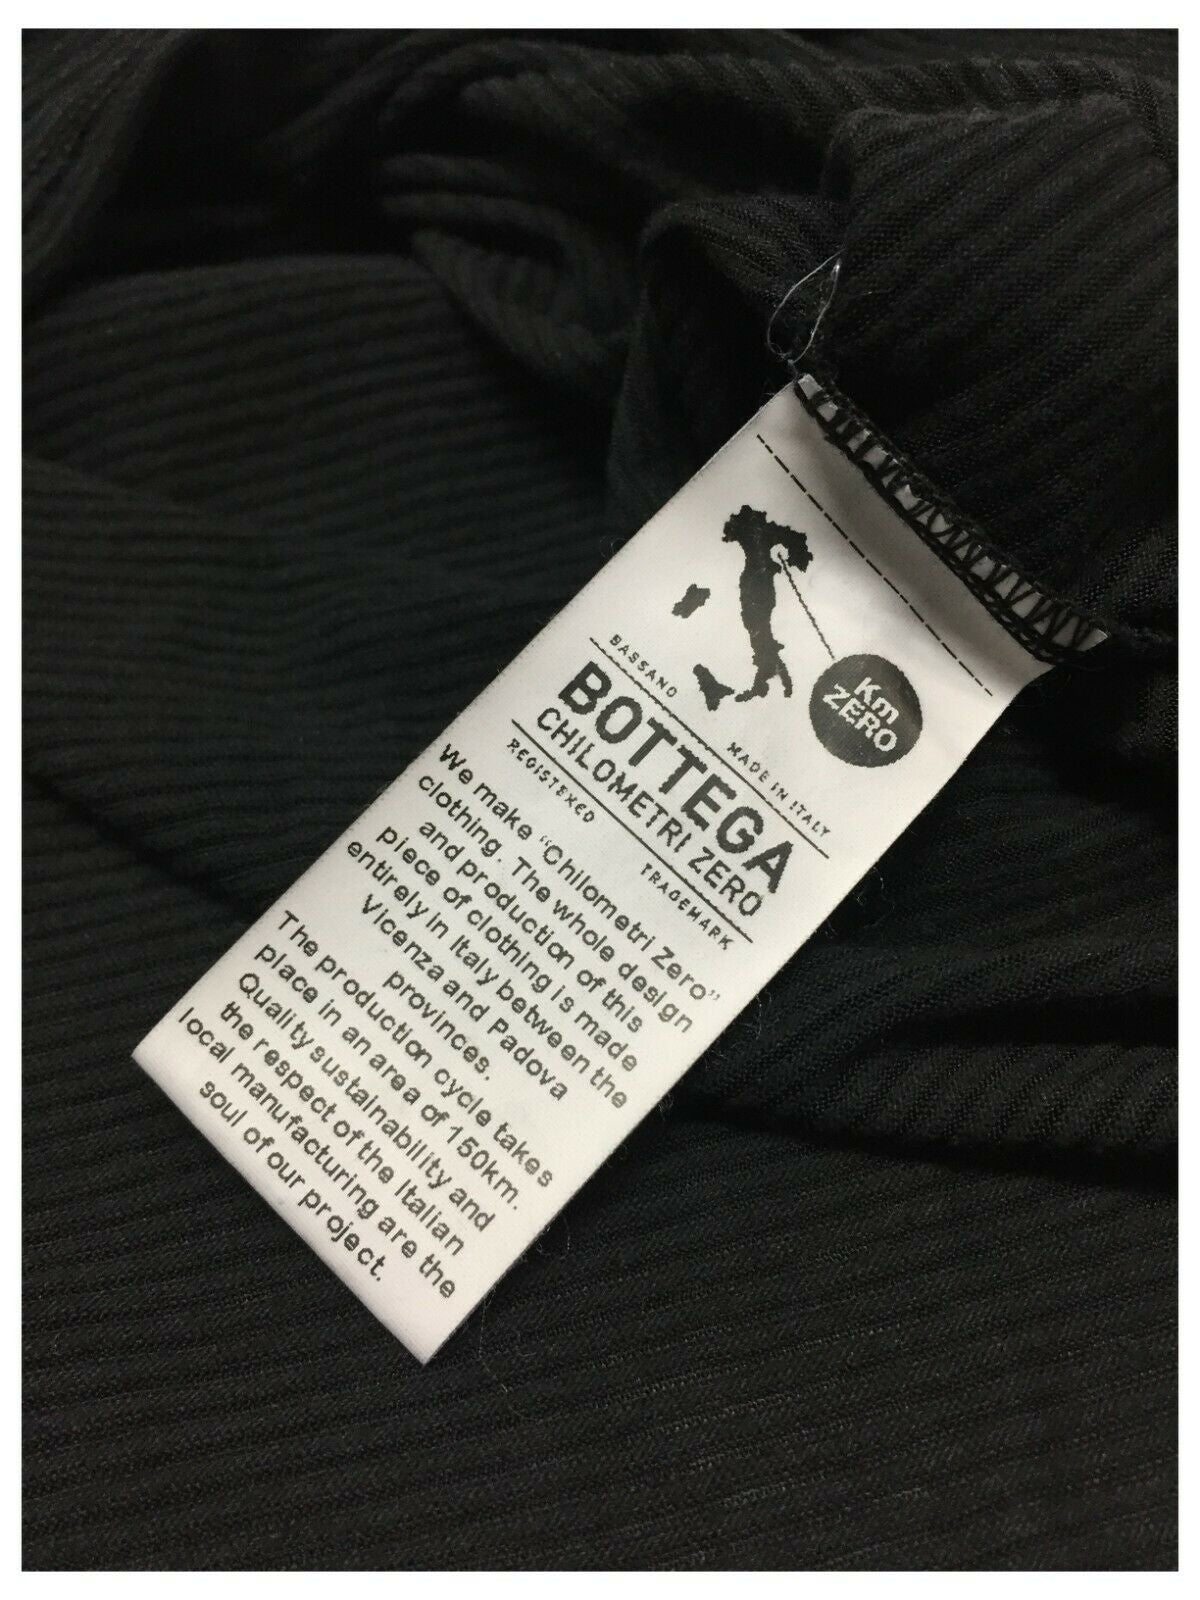 Km
ZERO
BASSANO MADE IN ITALY
BOTTEGA
CHILOMETRI ZERO
REGISTEXCO TRAGEMARK
We make "Chilometri Zero"
clothing. The whole design
and production of this
piece of clothing is made
entirely in Italy between the
Vicenza and Padova
provinces.
The production cycle takes
place in an area of 150km.
Quality sustainability and
the respect of the Italian
local manufacturing are the
soul of our project.